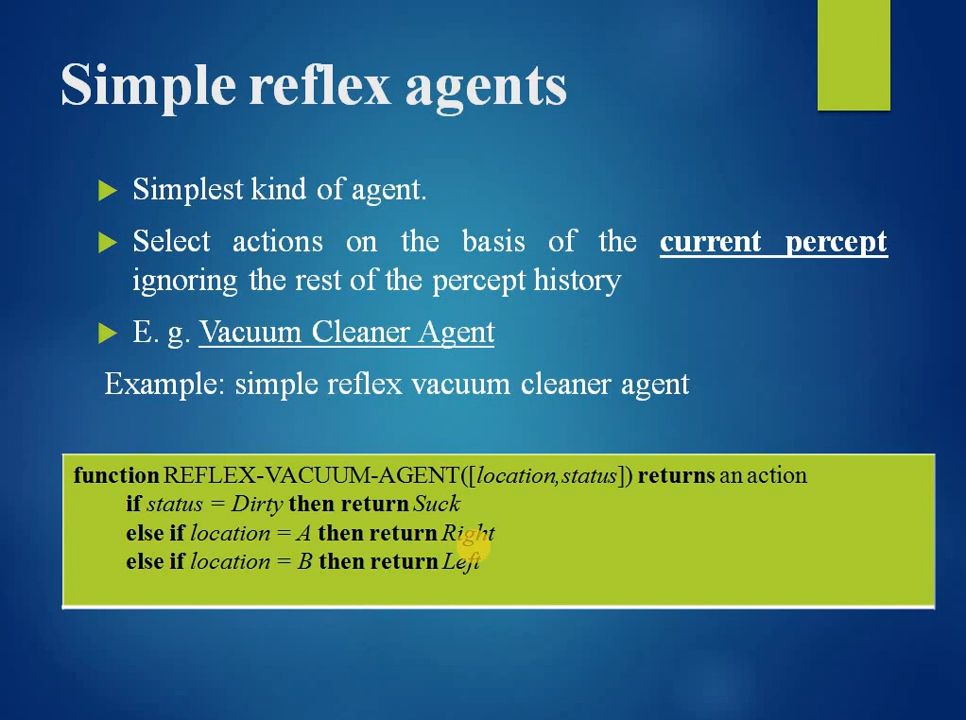 Simple reflex agents
Simplest kind of agent.
Select actions on the basis of the current percept
ignoring the rest of the percept history
E. g. Vacuum Cleaner Agent
Example: simple reflex vacuum cleaner agent
function REFLEX-VACUUM-AGENT([location,status]) returns an action
if status = Dirty then return Suck
else if location = A then return Right
else if location = B then return Left